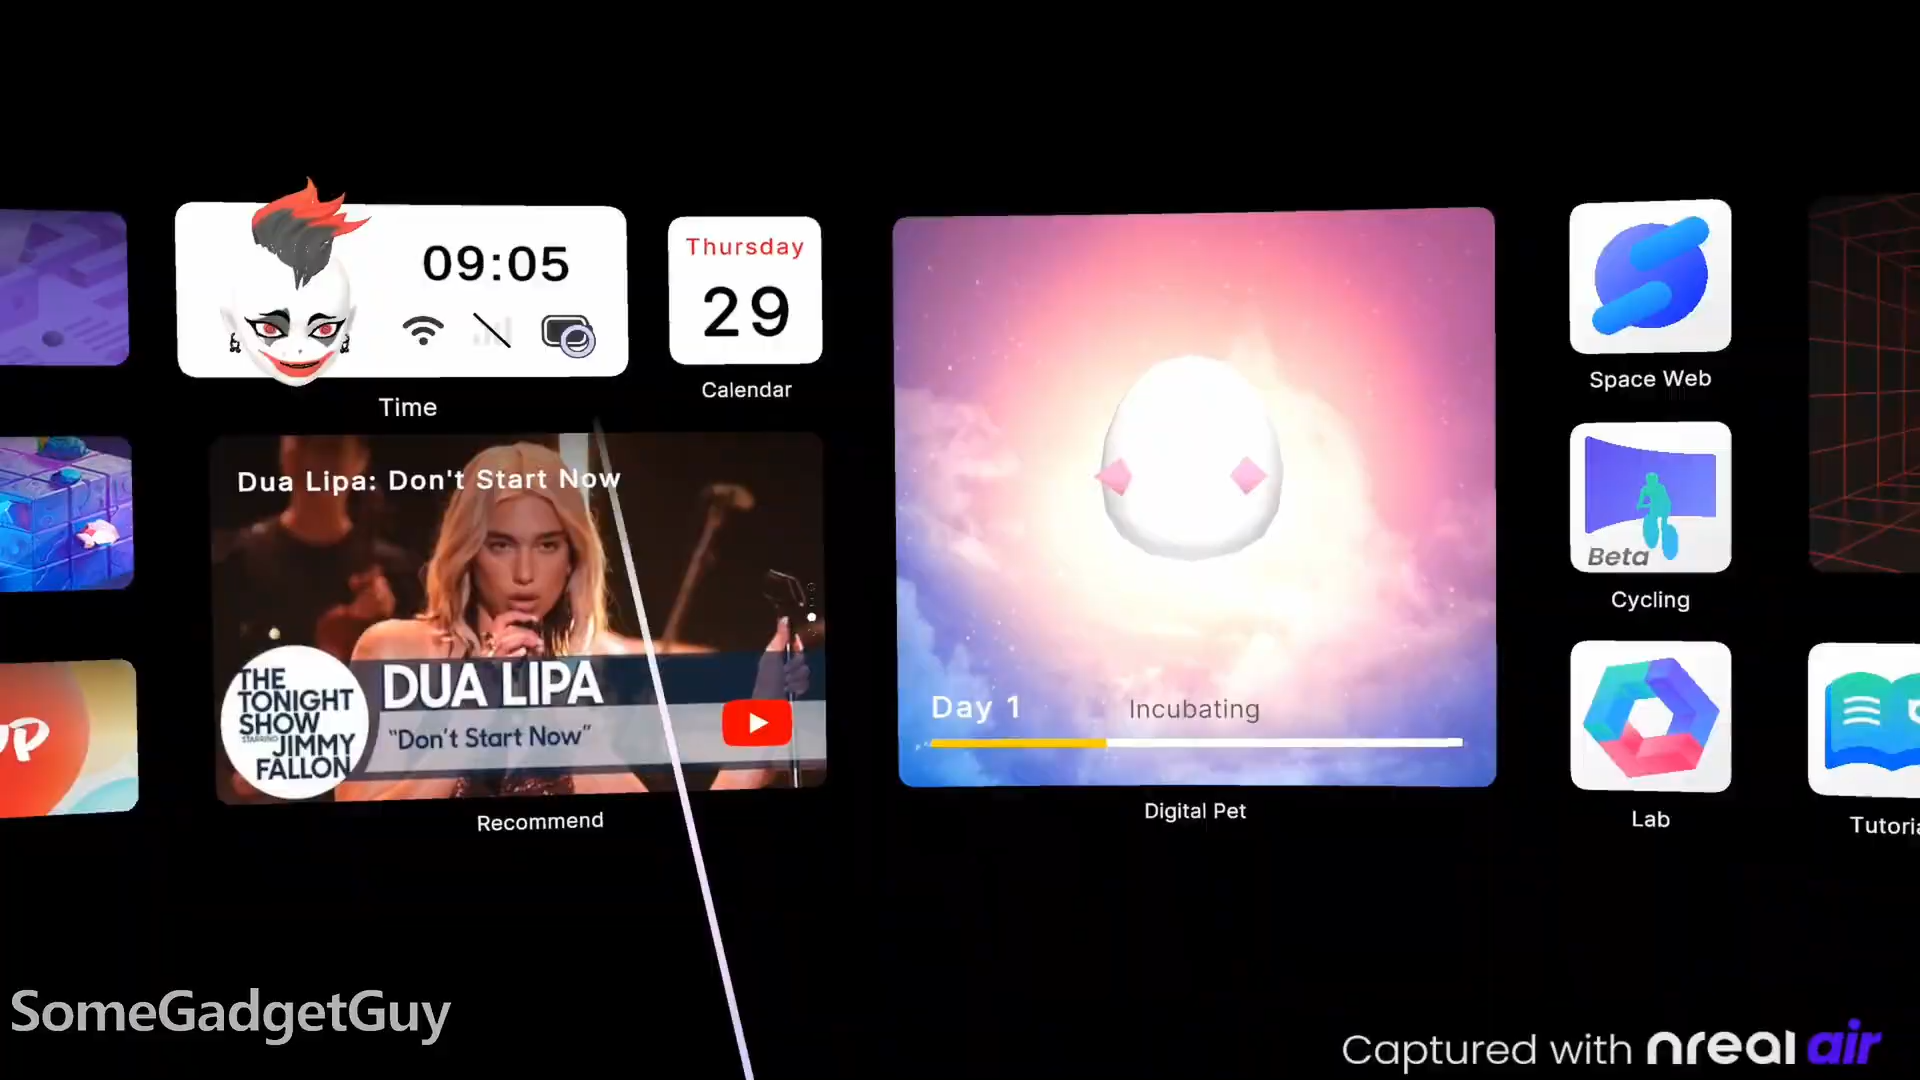 09:05
Time
Thursday
29
Calendar
Dua Lipa: Don't Start Now
THE
TONIGHT
SHOW
STARRING
JIMMY
FALLON
DUA LIPA
“Don’t Start Now”
Recommend
Day 1
Incubating
Digital Pet
Space Web
Beta
Cycling
Lab
SomeGadgetGuy
Captured with nreal air